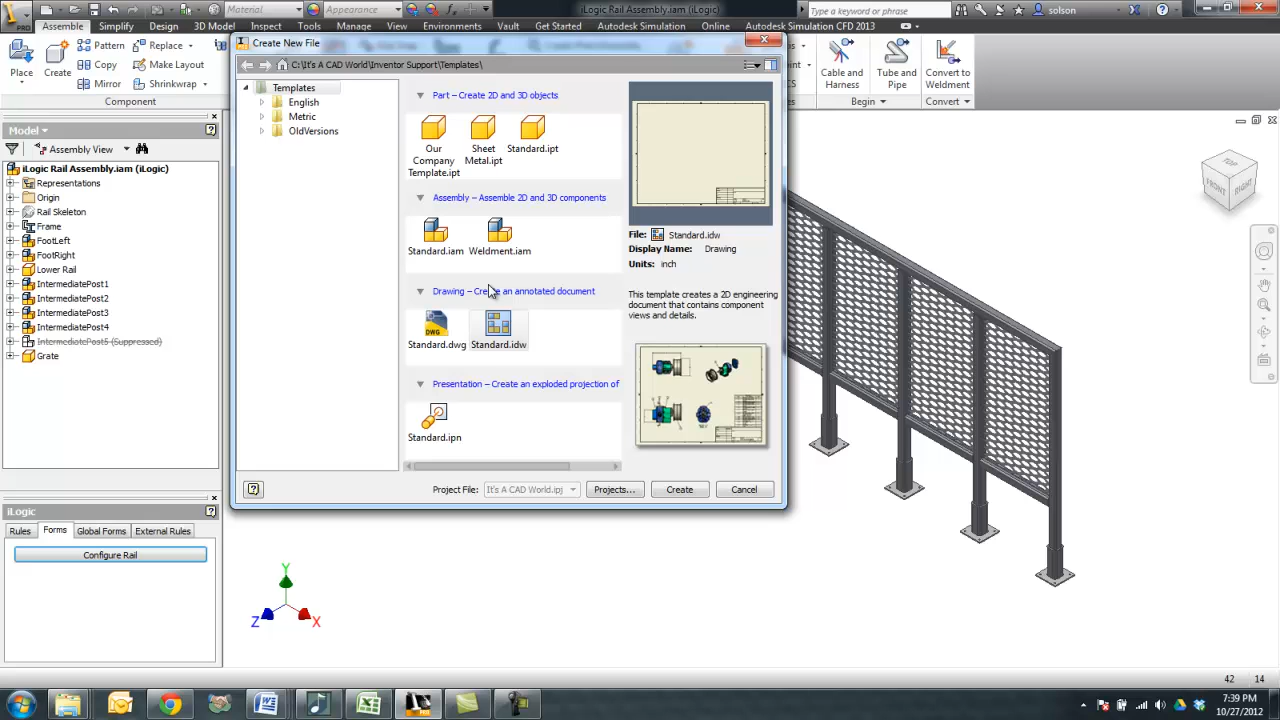 Material
Appearance
iLogic Rail Assembly.iam (iLogic)
Type a keyword or phrase
solson
PRO
Assemble
Simplify
Design
3D Model
Inspect
Tools
Manage
View
Environments
Vault
Get Started
Online
Autodesk Simulation
Autodesk Simulation CFD 2013
Place
Create
Pattern
Copy
Mirror
Replace
Make Layout
Shrinkwrap
Component
Cable and
Harness
Tube and
Pipe
Convert to
Weldment
Begin
Convert
Create New File
C:\It's A CAD World\Inventor Support\Templates\
Templates
English
Metric
OldVersions
Part – Create 2D and 3D objects
Our
Company
Template.ipt
Sheet
Metal.ipt
Standard.ipt
Assembly – Assemble 2D and 3D components
Standard.iam
Weldment.iam
Drawing – Create an annotated document
DWG
Standard.dwg
Standard.idw
Presentation – Create an exploded projection of
Standard.ipn
File: Standard.idw
Display Name: Drawing
Units: inch
This template creates a 2D engineering
document that contains component
views and details.
Project File:
It's A CAD World.ipj
Projects...
Create
Cancel
Model
Assembly View
iLogic Rail Assembly.iam (iLogic)
Representations
Origin
Rail Skeleton
Frame
FootLeft
FootRight
Lower Rail
IntermediatePost1
IntermediatePost2
IntermediatePost3
IntermediatePost4
IntermediatePost5 (Suppressed)
Grate
iLogic
Rules
Forms
Global Forms
External Rules
Configure Rail
TOP
FRONT
RIGHT
Y
Z
X
42
14
7:39 PM
10/27/2012